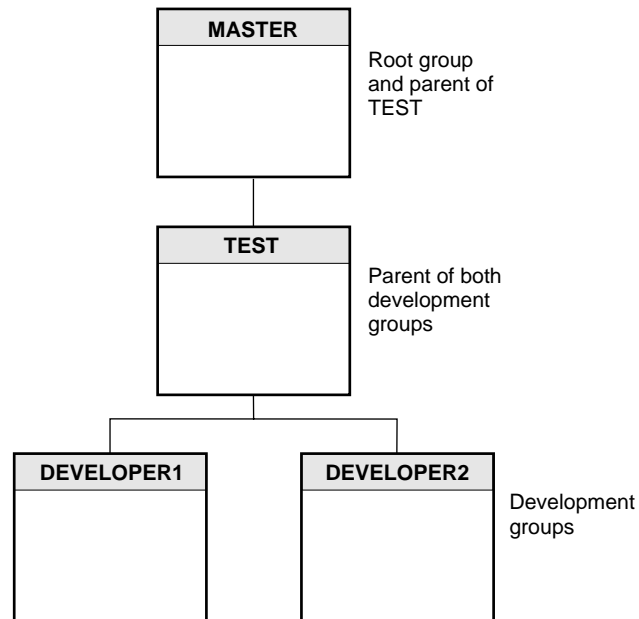 MASTER
Root group
and parent of
TEST
TEST
Parent of both
development
groups
DEVELOPER1
DEVELOPER2
Development
groups